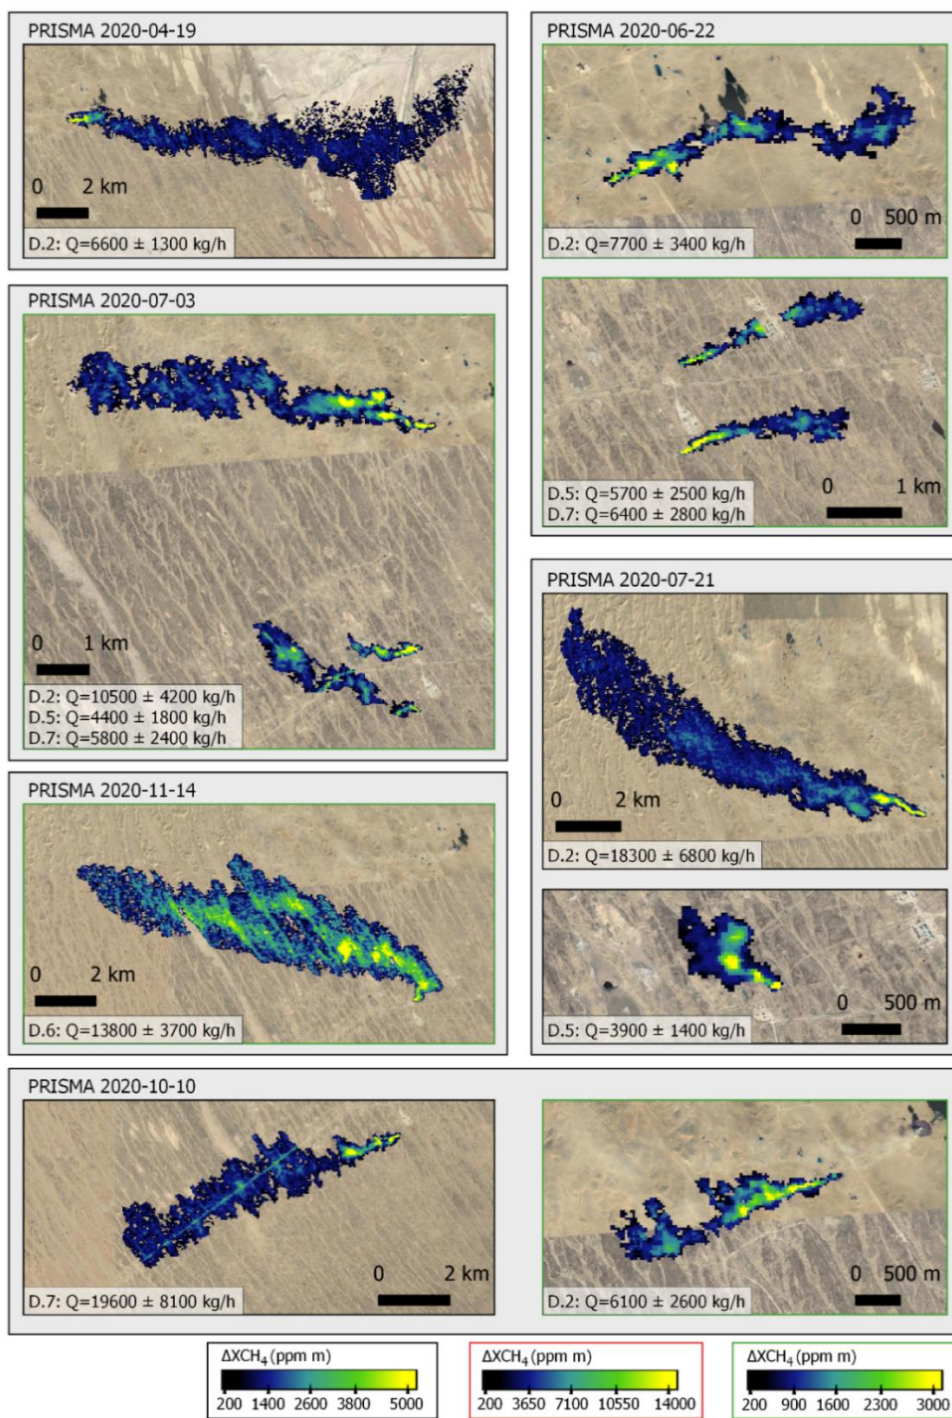 PRISMA 2020-04-19
0 2 km
D.2: Q=6600 ± 1300 kg/h
PRISMA 2020-06-22
0 500 m
D.2: Q=7700 ± 3400 kg/h
0 1 km
D.5: Q=5700 ± 2500 kg/h
D.7: Q=6400 ± 2800 kg/h
PRISMA 2020-07-03
0 1 km
D.2: Q=10500 ± 4200 kg/h
D.5: Q=4400 ± 1800 kg/h
D.7: Q=5800 ± 2400 kg/h
PRISMA 2020-07-21
0 2 km
D.2: Q=18300 ± 6800 kg/h
0 500 m
D.5: Q=3900 ± 1400 kg/h
PRISMA 2020-11-14
0 2 km
D.6: Q=13800 ± 3700 kg/h
PRISMA 2020-10-10
0 2 km
D.7: Q=19600 ± 8100 kg/h
0 500 m
D.2: Q=6100 ± 2600 kg/h
ΔXCH₄ (ppm m)
200 1400 2600 3800 5000
ΔXCH₄ (ppm m)
200 3650 7100 10550 14000
ΔXCH₄ (ppm m)
200 900 1600 2300 3000